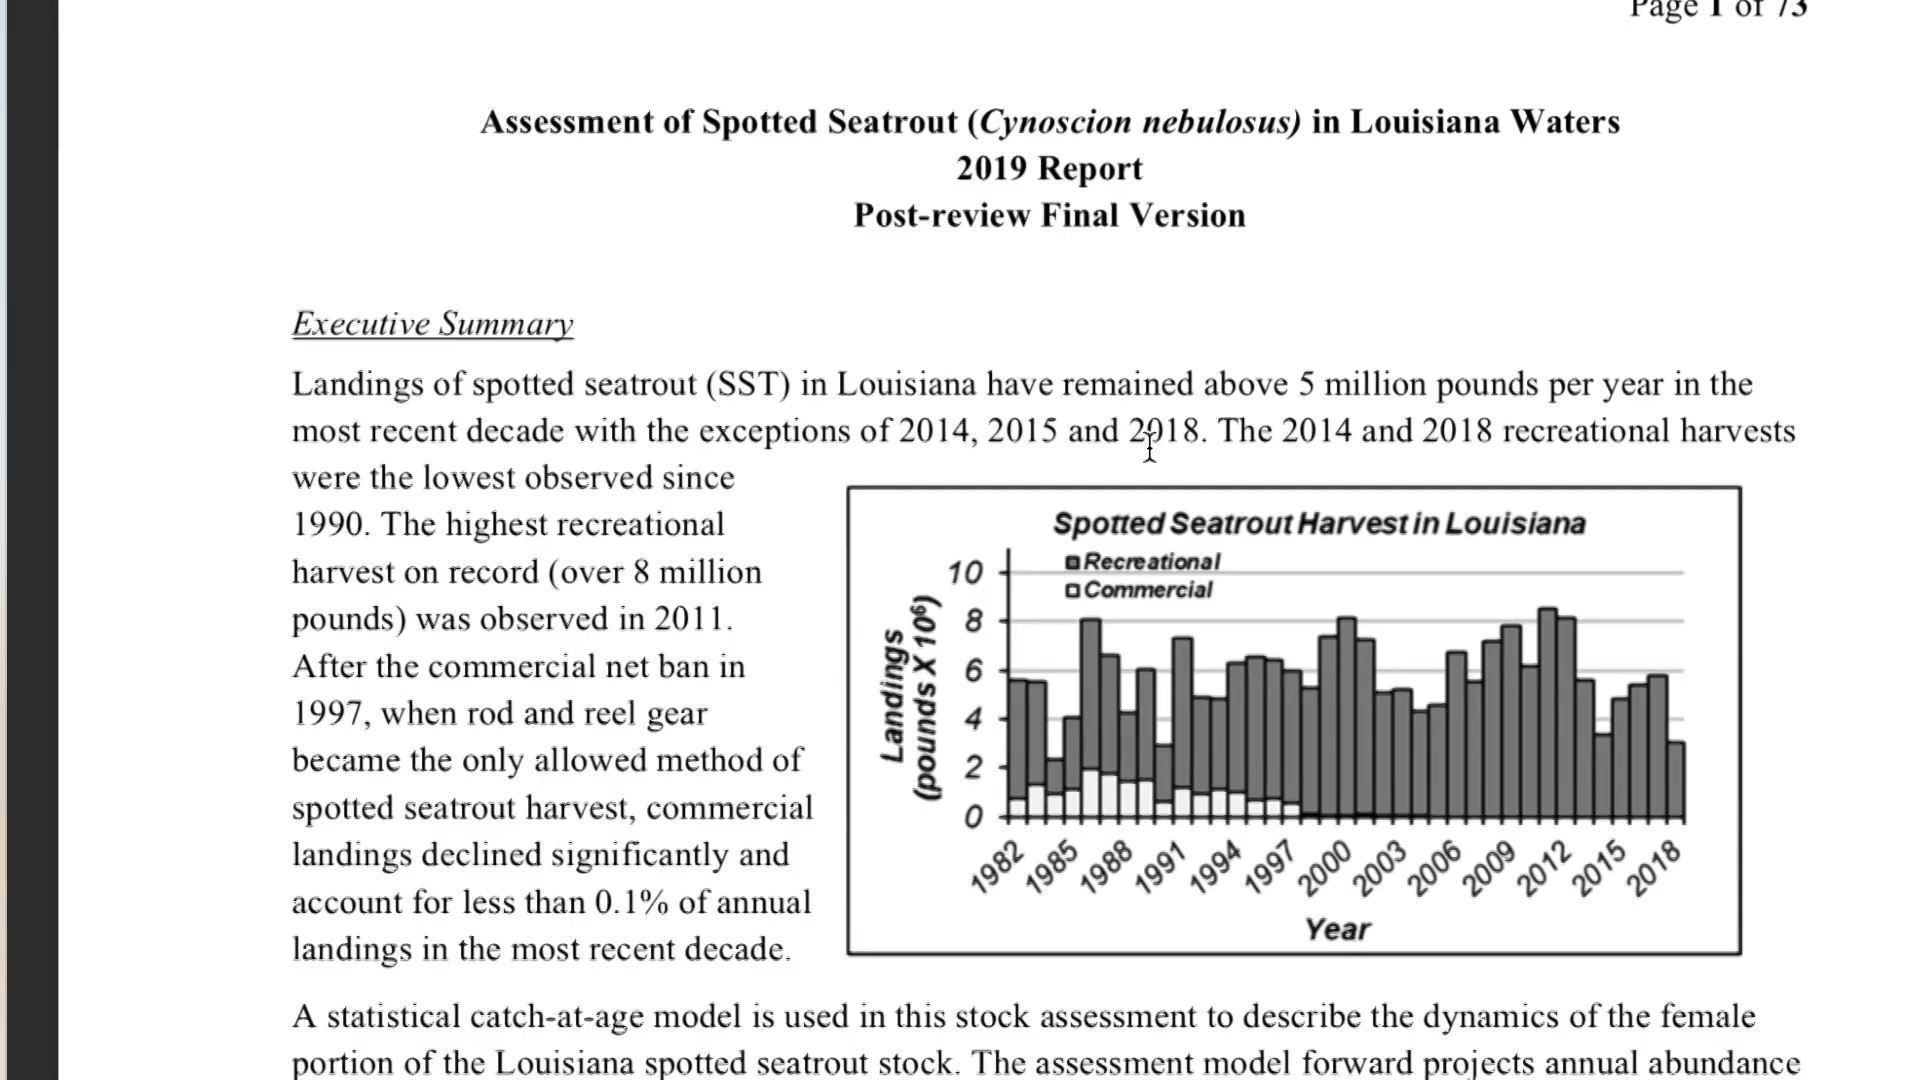 Page 1 of 73
Assessment of Spotted Seatrout (Cynoscion nebulosus) in Louisiana Waters
2019 Report
Post-review Final Version
Executive Summary
Landings of spotted seatrout (SST) in Louisiana have remained above 5 million pounds per year in the
most recent decade with the exceptions of 2014, 2015 and 2018. The 2014 and 2018 recreational harvests
were the lowest observed since
1990. The highest recreational
harvest on record (over 8 million
pounds) was observed in 2011.
After the commercial net ban in
1997, when rod and reel gear
became the only allowed method of
spotted seatrout harvest, commercial
landings declined significantly and
account for less than 0.1% of annual
landings in the most recent decade.
Spotted Seatrout Harvest in Louisiana
Recreational
Commercial
Landings
(pounds X 10⁶)
10
8
6
4
2
0
1982 1985 1988 1991 1994 1997 2000 2003 2006 2009 2012 2015 2018
Year
A statistical catch-at-age model is used in this stock assessment to describe the dynamics of the female
portion of the Louisiana spotted seatrout stock. The assessment model forward projects annual abundance